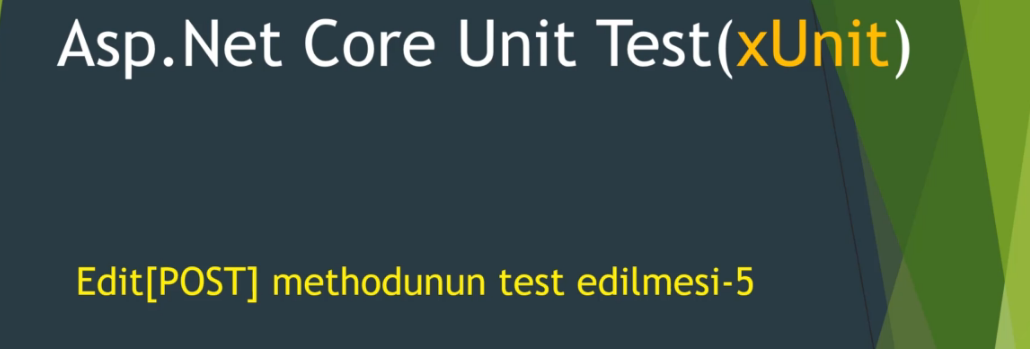 Asp.Net Core Unit Test(xUnit)
Edit[POST] methodunun test edilmesi-5